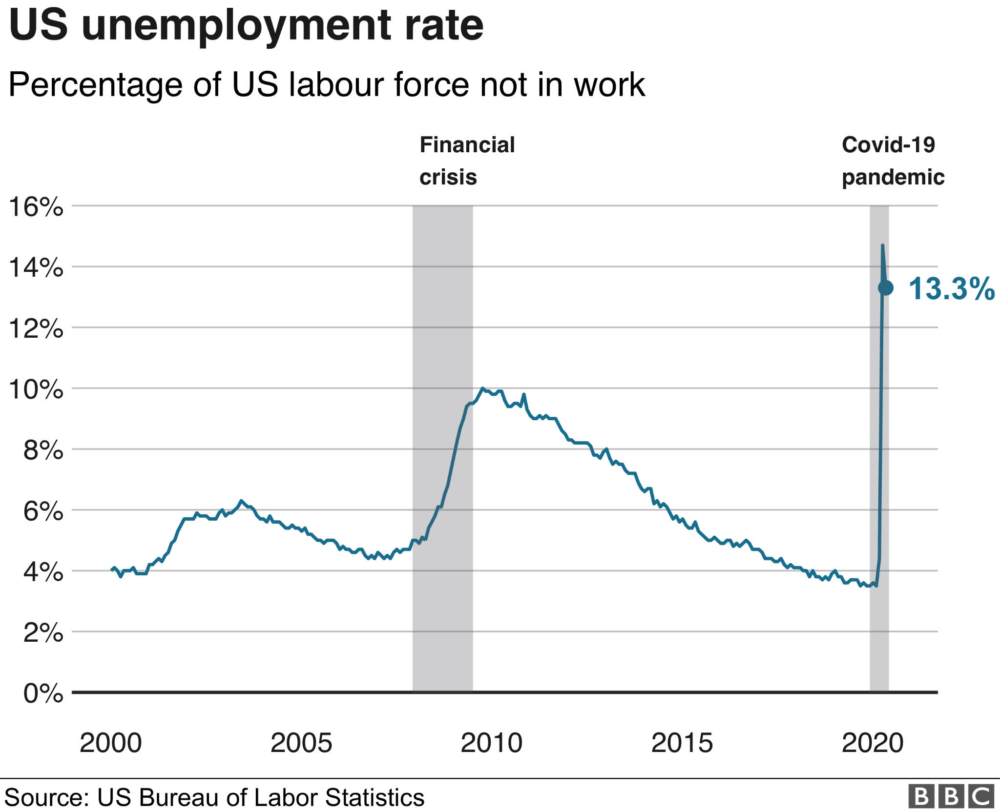 US unemployment rate
Percentage of US labour force not in work
Financial
crisis
Covid-19
pandemic
16%
14%
13.3%
12%
10%
8%
6%
4%
2%
0%
2000 2005 2010 2015 2020
Source: US Bureau of Labor Statistics
BBC